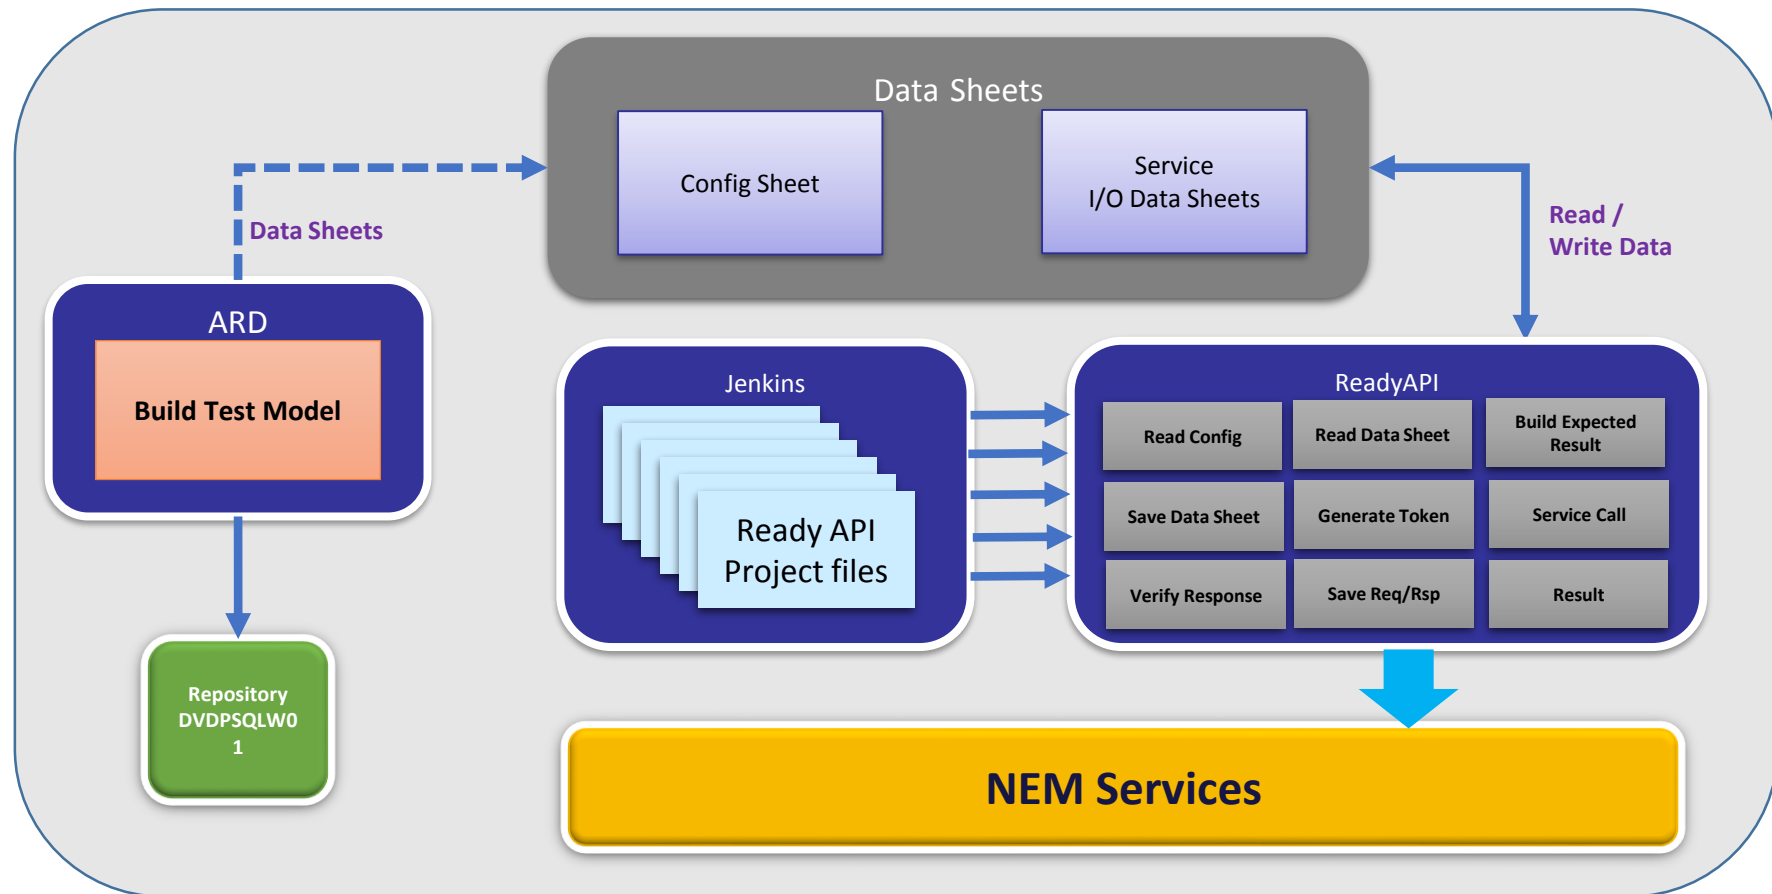 Data Sheets
Config Sheet
Service
I/O Data Sheets
Data Sheets
Read /
Write Data
ARD
Build Test Model
Jenkins
Ready API
Project files
ReadyAPI
Read Config
Read Data Sheet
Build Expected
Result
Save Data Sheet
Generate Token
Service Call
Verify Response
Save Req/Rsp
Result
Repository
DVDPSQLW0
1
NEM Services